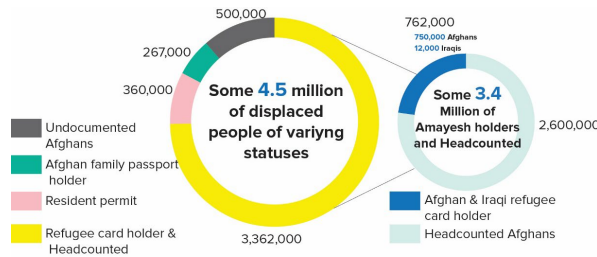 500,000
267,000
360,000
Some 4.5 million
of displaced
people of variyng
statuses
3,362,000
Undocumented
Afghans
Afghan family passport
holder
Resident permit
Refugee card holder &
Headcounted
762,000
750,000 Afghans
12,000 Iraqis
Some 3.4
Million of
Amayesh holders
and Headcounted
2,600,000
Afghan & Iraqi refugee
card holder
Headcounted Afghans